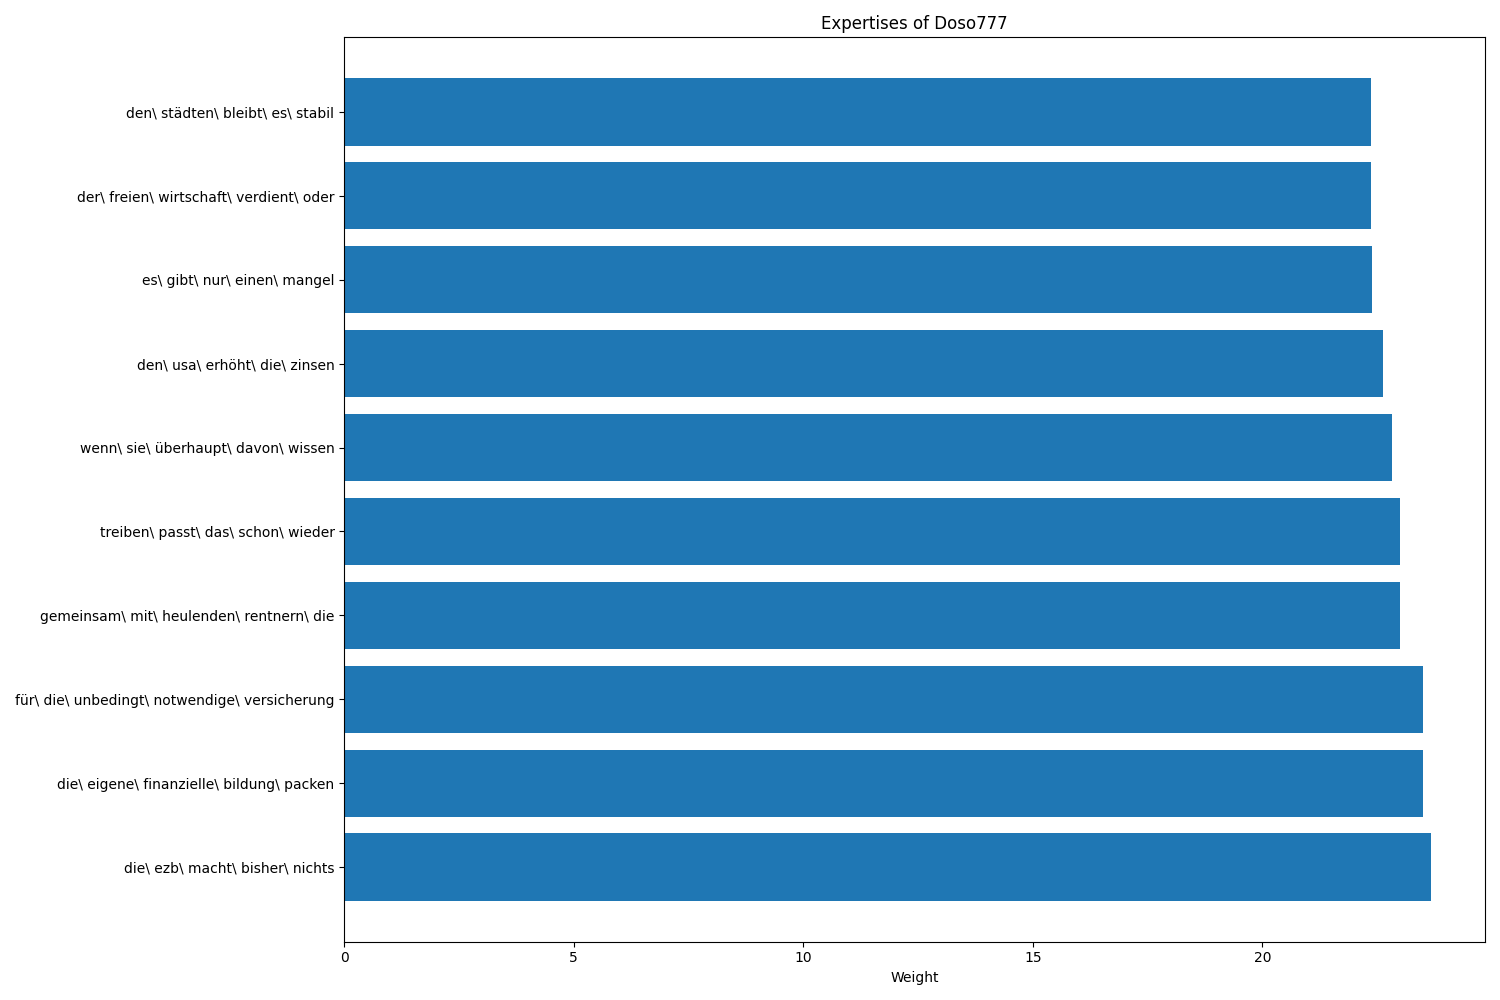 Expertises of Doso777
den\ städten\ bleibt\ es\ stabil
der\ freien\ wirtschaft\ verdient\ oder
es\ gibt\ nur\ einen\ mangel
den\ usa\ erhöht\ die\ zinsen
wenn\ sie\ überhaupt\ davon\ wissen
treiben\ passt\ das\ schon\ wieder
gemeinsam\ mit\ heulenden\ rentnern\ die
für\ die\ unbedingt\ notwendige\ versicherung
die\ eigene\ finanzielle\ bildung\ packen
die\ ezb\ macht\ bisher\ nichts
0 5 10 15 20
Weight